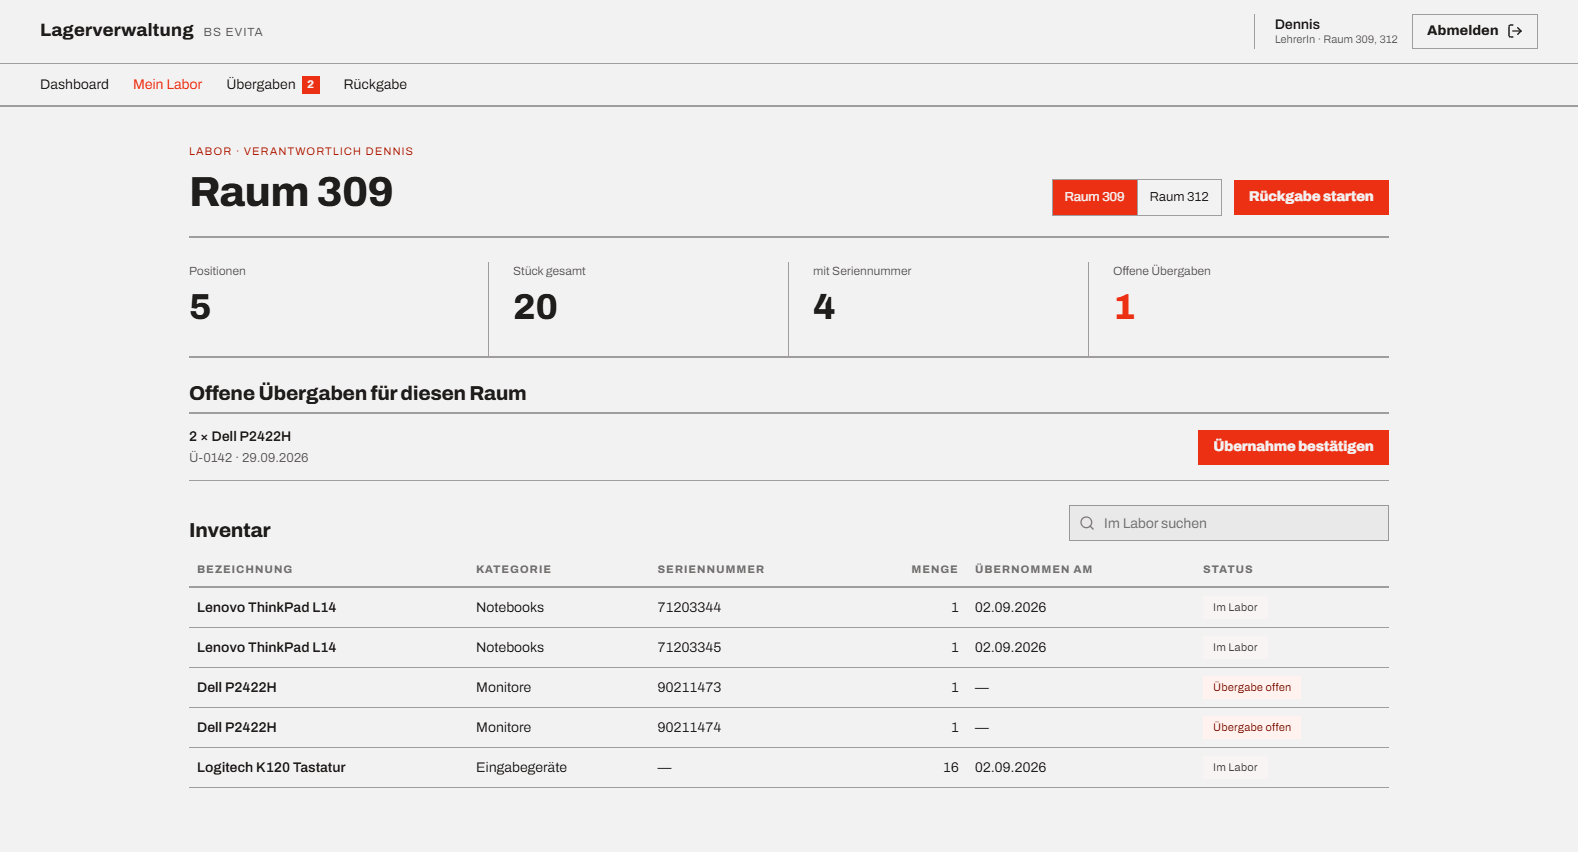 Lagerverwaltung BS EVITA
Dennis
LehrerIn · Raum 309, 312
Abmelden
Dashboard Mein Labor Übergaben 2 Rückgabe
LABOR · VERANTWORTLICH DENNIS
Raum 309
Raum 309 Raum 312 Rückgabe starten
Positionen Stück gesamt mit Seriennummer Offene Übergaben
5 20 4 1
Offene Übergaben für diesen Raum
2 × Dell P2422H
Ü-0142 · 29.09.2026
Übernahme bestätigen
Inventar Im Labor suchen
BEZEICHNUNG KATEGORIE SERIENNUMMER MENGE ÜBERNOMMEN AM STATUS
Lenovo ThinkPad L14 Notebooks 71203344 1 02.09.2026 Im Labor
Lenovo ThinkPad L14 Notebooks 71203345 1 02.09.2026 Im Labor
Dell P2422H Monitore 90211473 1 — Übergabe offen
Dell P2422H Monitore 90211474 1 — Übergabe offen
Logitech K120 Tastatur Eingabegeräte — 16 02.09.2026 Im Labor